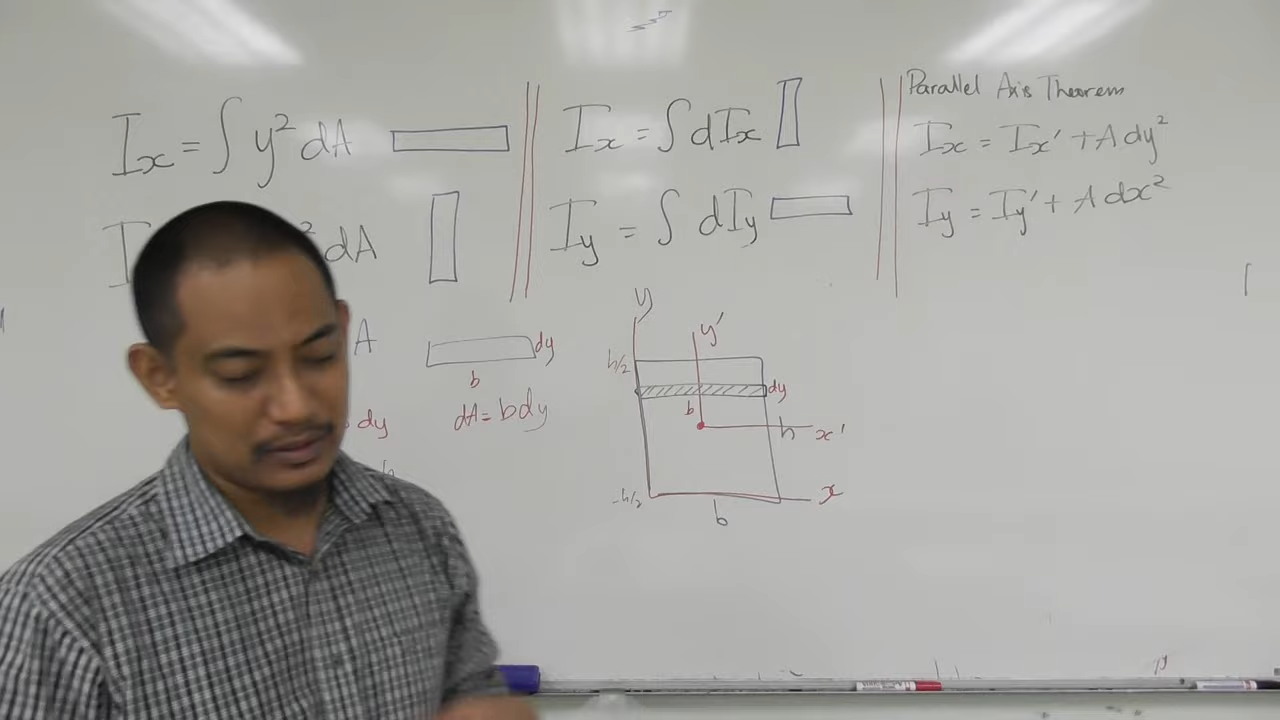 Ix = ∫ y² dA
I ² dA
A
dy
b
dA = b dy
dy
h
Ix = ∫ dIx
Iy = ∫ dIy
y
y'
h/2
dy
b
h
x'
-h/2
x
b
Parallel Axis Theorem
Ix = Ix' + A dy²
Iy = Iy' + A dx²